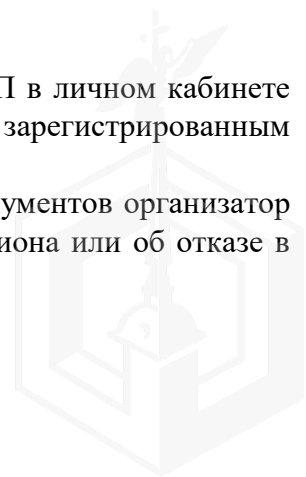 П в личном кабинете
зарегистрированным
ументов организатор
иона или об отказе в